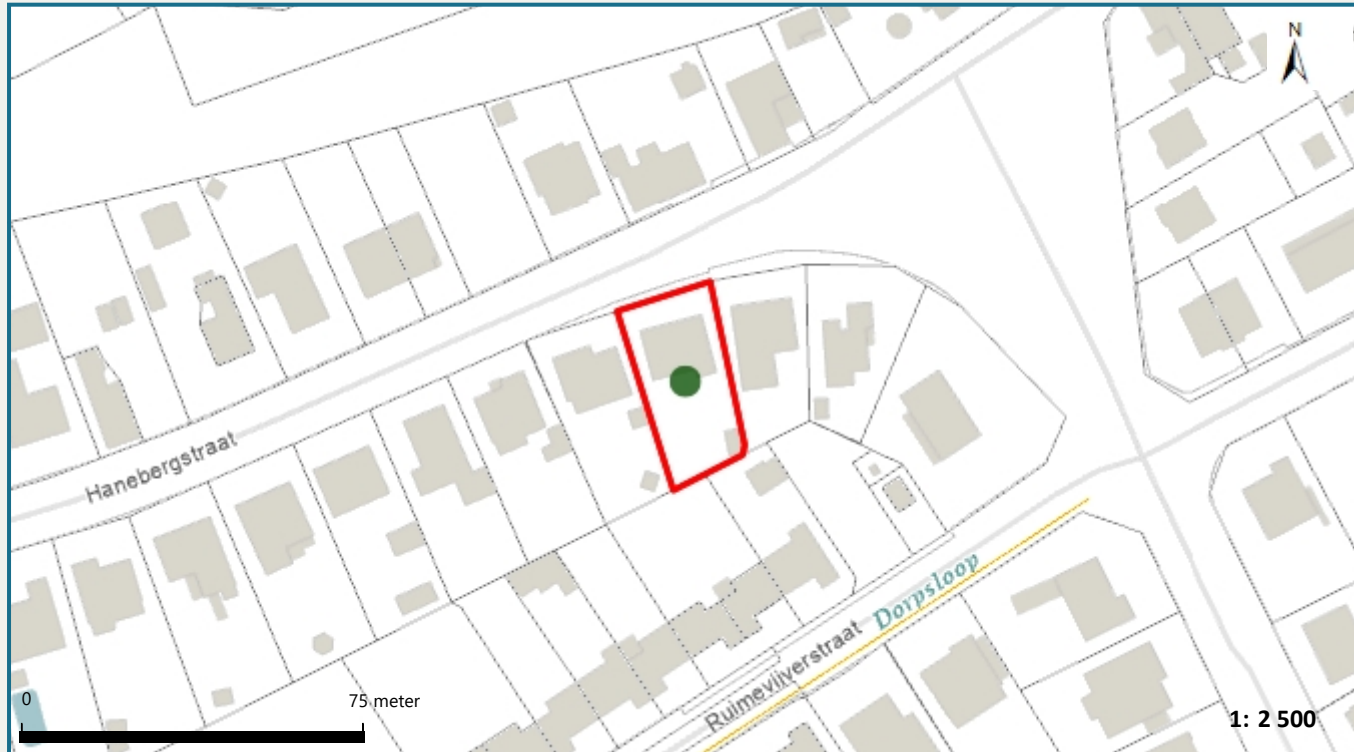 N
Hanebergstraat
Dorpsloop
Ruimevijverstraat
0
75 meter
1: 2 500